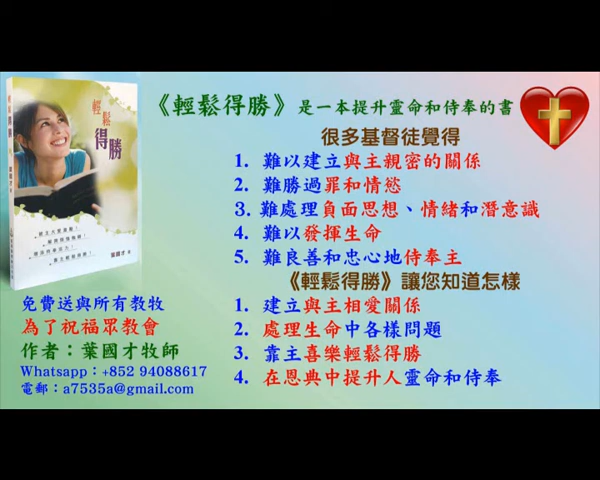 《輕鬆得勝》是一本提升靈命和侍奉的書
很多基督徒覺得
1. 難以建立與主親密的關係
2. 難勝過罪和情慾
3. 難處理負面思想、情緒和潛意識
4. 難以發揮生命
5. 難良善和忠心地侍奉主
《輕鬆得勝》讓您知道怎樣
1. 建立與主相愛關係
2. 處理生命中各樣問題
3. 靠主喜樂輕鬆得勝
4. 在恩典中提升人靈命和侍奉
輕鬆
得勝
輕鬆得勝
葉國才 著
免費送與所有教牧
為了祝福眾教會
作者：葉國才牧師
Whatsapp：+852 94088617
電郵：a7535a@gmail.com